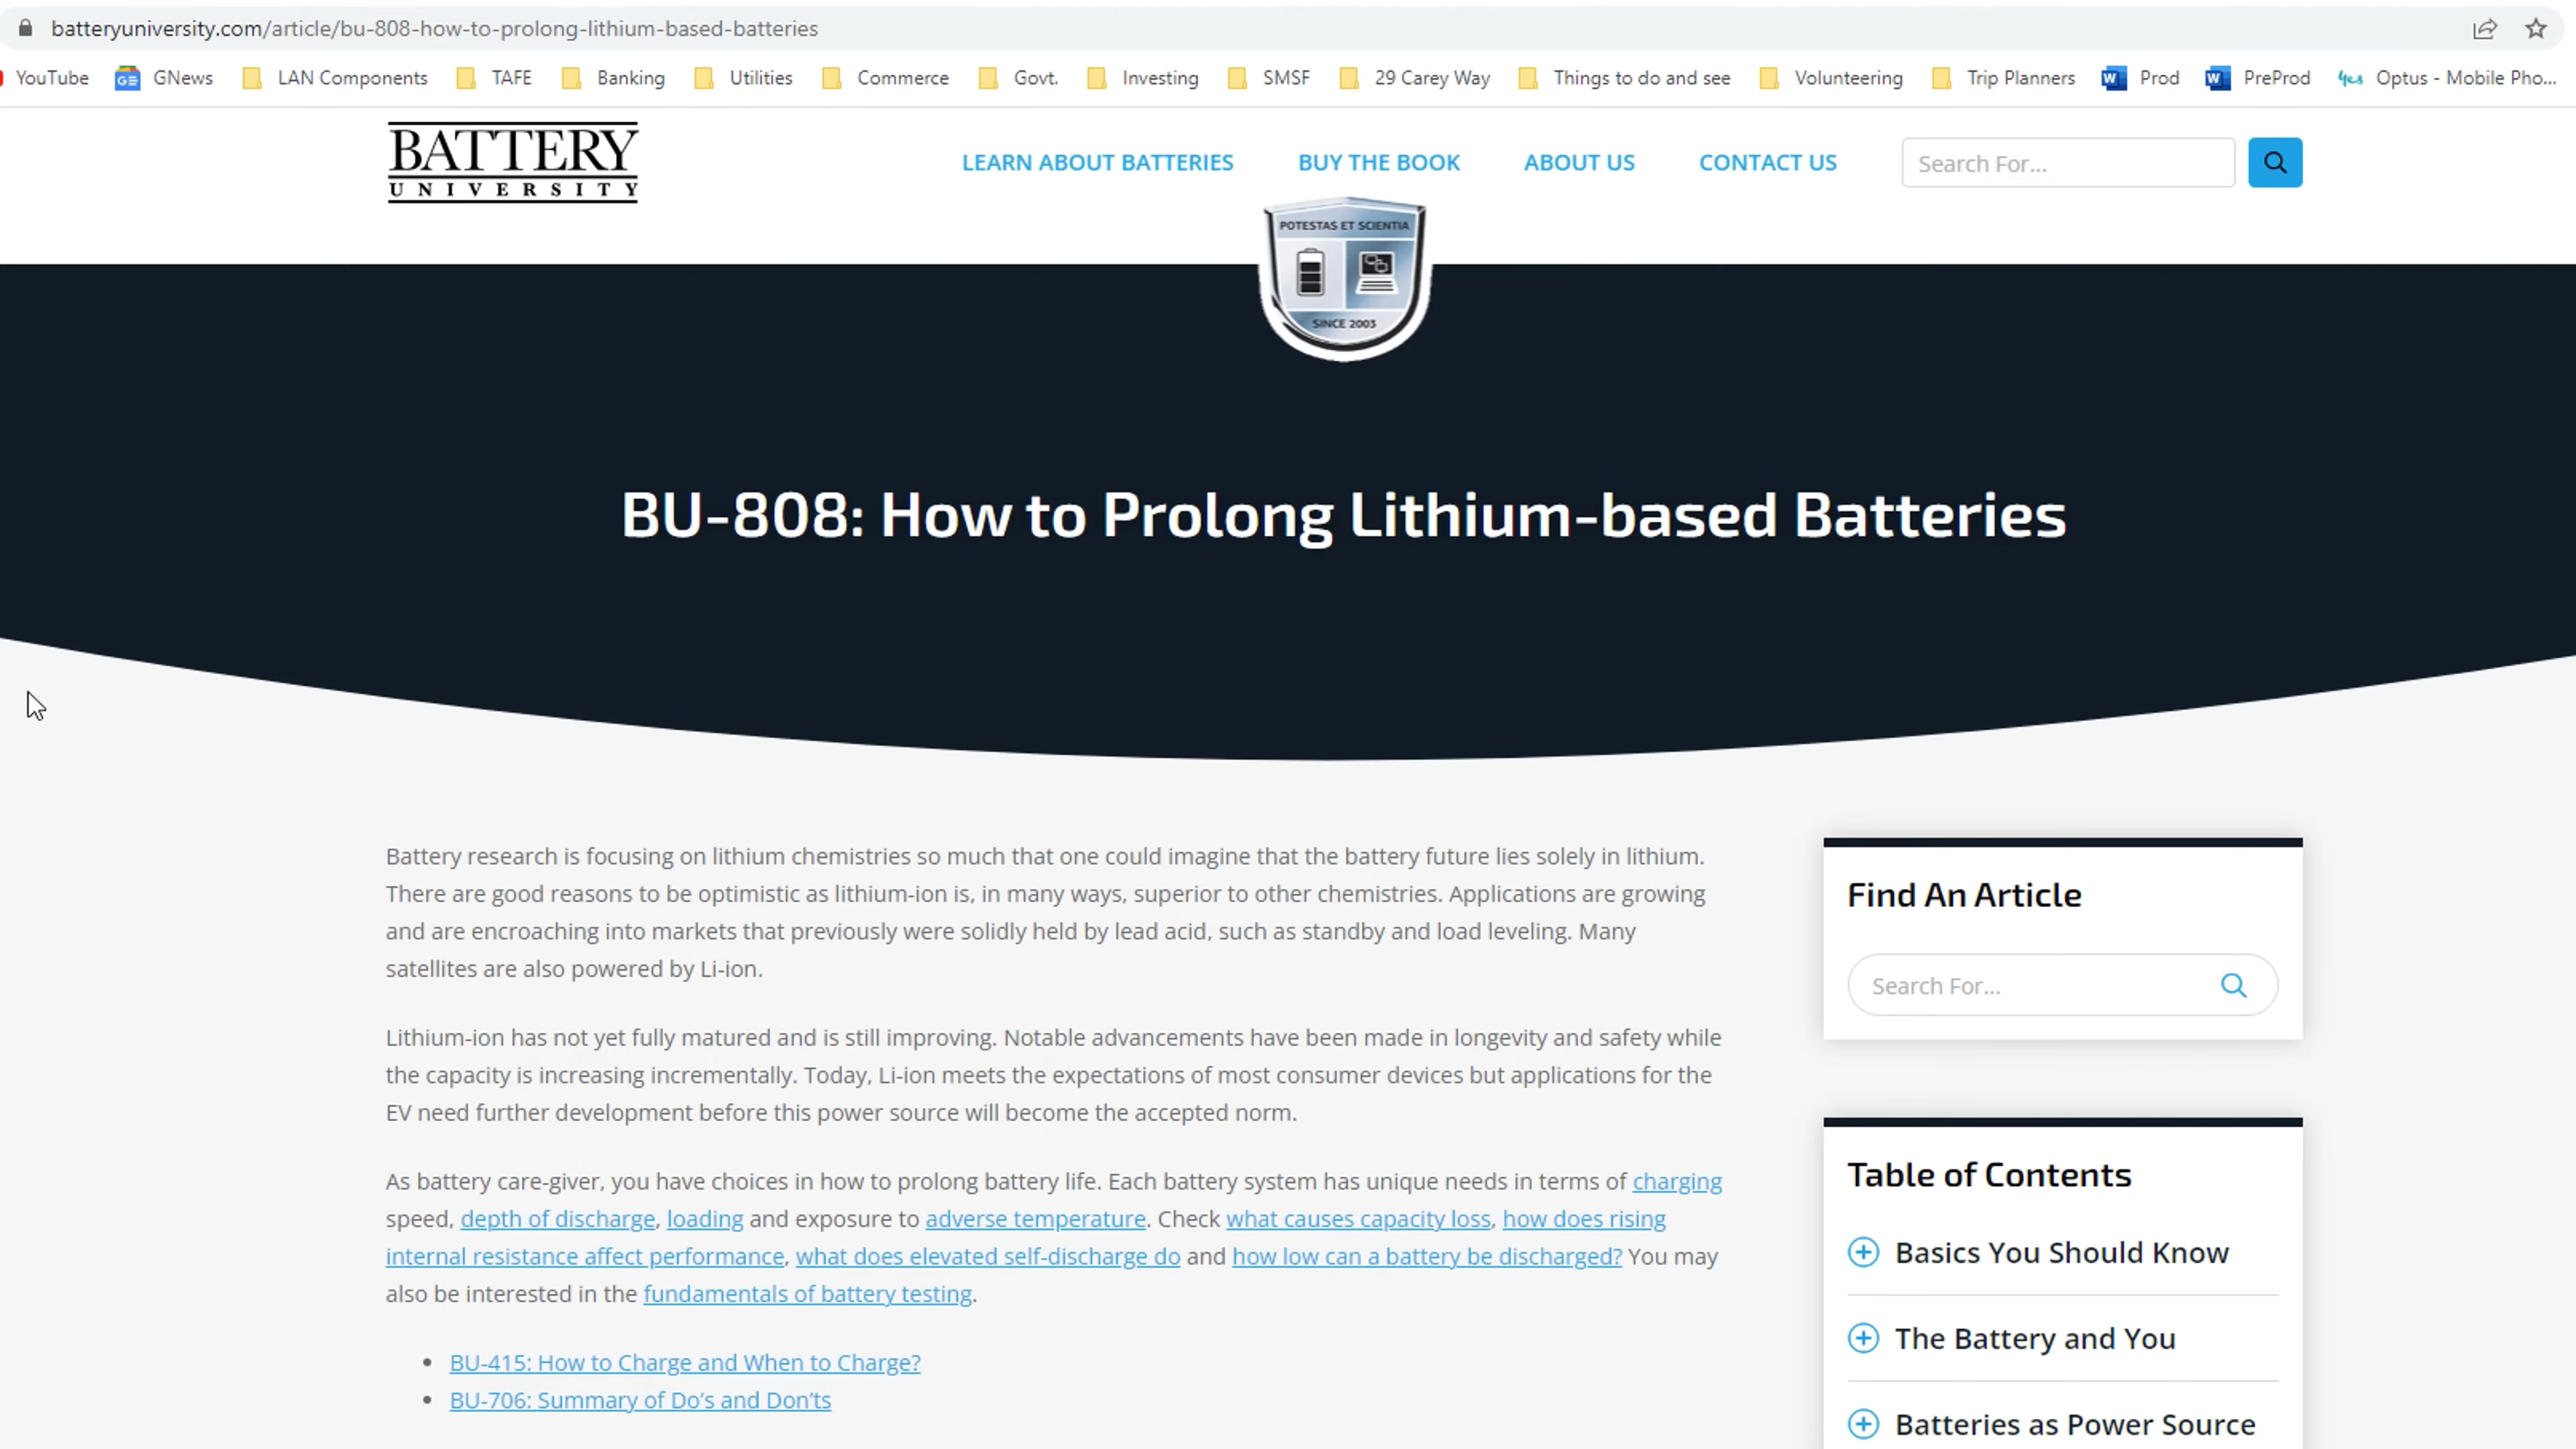 batteryuniversity.com/article/bu-808-how-to-prolong-lithium-based-batteries
YouTube GNews LAN Components TAFE Banking Utilities Commerce Govt. Investing SMSF 29 Carey Way Things to do and see Volunteering Trip Planners Prod PreProd yes Optus - Mobile Pho...
BATTERY
UNIVERSITY
LEARN ABOUT BATTERIES BUY THE BOOK ABOUT US CONTACT US Search For...
POTESTAS ET SCIENTIA
SINCE 2003
BU-808: How to Prolong Lithium-based Batteries
Battery research is focusing on lithium chemistries so much that one could imagine that the battery future lies solely in lithium.
There are good reasons to be optimistic as lithium-ion is, in many ways, superior to other chemistries. Applications are growing
and are encroaching into markets that previously were solidly held by lead acid, such as standby and load leveling. Many
satellites are also powered by Li-ion.
Lithium-ion has not yet fully matured and is still improving. Notable advancements have been made in longevity and safety while
the capacity is increasing incrementally. Today, Li-ion meets the expectations of most consumer devices but applications for the
EV need further development before this power source will become the accepted norm.
As battery care-giver, you have choices in how to prolong battery life. Each battery system has unique needs in terms of charging
speed, depth of discharge, loading and exposure to adverse temperature. Check what causes capacity loss, how does rising
internal resistance affect performance, what does elevated self-discharge do and how low can a battery be discharged? You may
also be interested in the fundamentals of battery testing.
• BU-415: How to Charge and When to Charge?
• BU-706: Summary of Do's and Don'ts
Find An Article
Search For...
Table of Contents
Basics You Should Know
The Battery and You
Batteries as Power Source